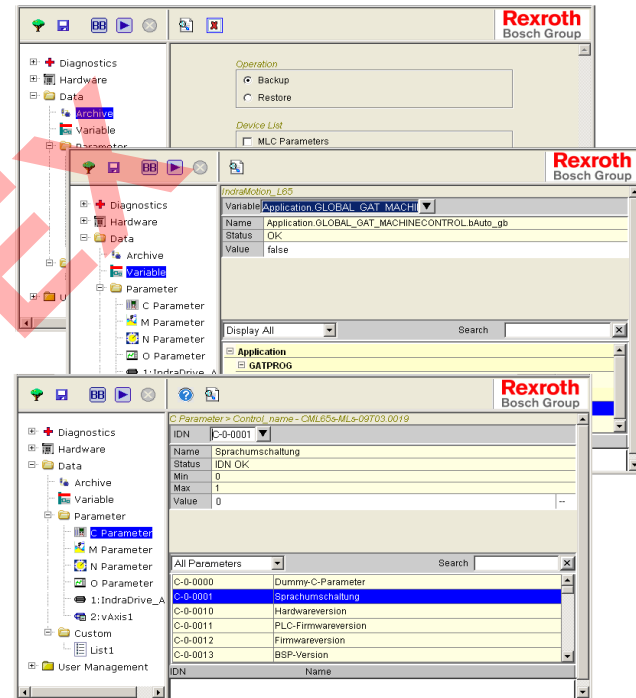 Rexroth
Bosch Group
BB
Diagnostics
Hardware
Data
Archive
Variable
Parameter
Operation
Backup
Restore
Device List
MLC Parameters
BB
Rexroth
Bosch Group
Diagnostics
Hardware
Data
Archive
Variable
Parameter
C Parameter
M Parameter
N Parameter
O Parameter
1:IndraDrive_A
IndraMotion_L65
Variable Application.GLOBAL_GAT_MACHI
Name Application.GLOBAL_GAT_MACHINECONTROL.bAuto_gb
Status OK
Value false
Display All Search
Application
GATPROG
BB
Rexroth
Bosch Group
Diagnostics
Hardware
Data
Archive
Variable
Parameter
C Parameter
M Parameter
N Parameter
O Parameter
1:IndraDrive_A
2:vAxis1
Custom
List1
User Management
C Parameter > Control_name - CML65s-MLs-09T03.0019
IDN C-0-0001
Name Sprachumschaltung
Status IDN OK
Min 0
Max 1
Value 0 --
All Parameters Search
C-0-0000 Dummy-C-Parameter
C-0-0001 Sprachumschaltung
C-0-0010 Hardwareversion
C-0-0011 PLC-Firmwareversion
C-0-0012 Firmwareversion
C-0-0013 BSP-Version
IDN Name